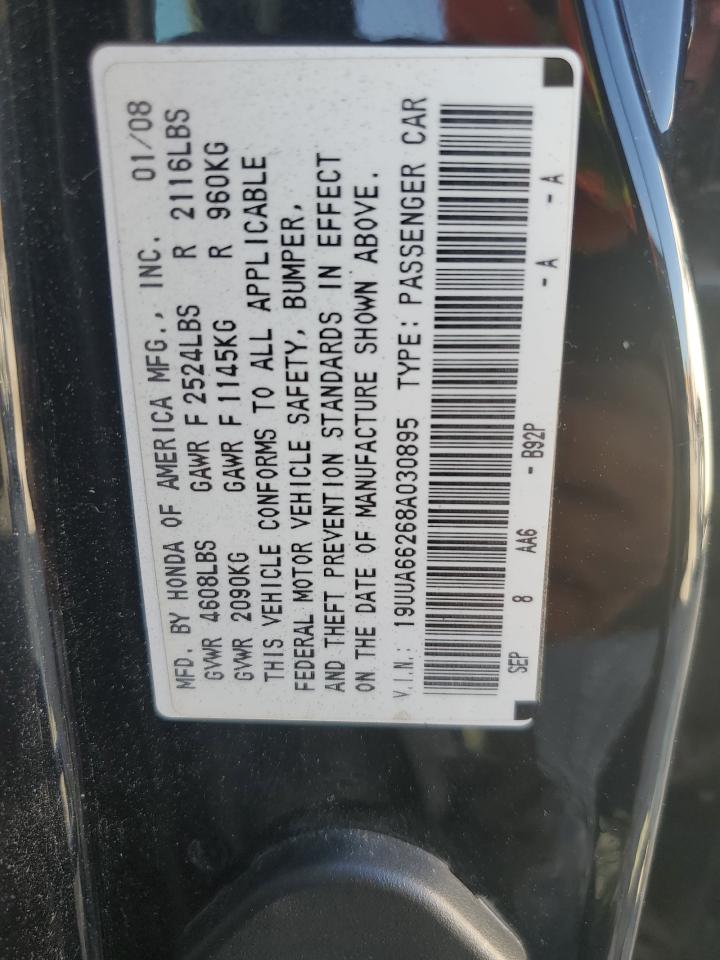 MFD. BY HONDA OF AMERICA MFG., INC. 01/08
GVWR 4608LBS GAWR F 2524LBS R 2116LBS
GVWR 2090KG GAWR F 1145KG R 960KG
THIS VEHICLE CONFORMS TO ALL APPLICABLE
FEDERAL MOTOR VEHICLE SAFETY, BUMPER,
AND THEFT PREVENTION STANDARDS IN EFFECT
ON THE DATE OF MANUFACTURE SHOWN ABOVE.
V.I.N.: 19UUA66268A030895 TYPE: PASSENGER CAR
SEP 8 AA6 -B92P -A -A